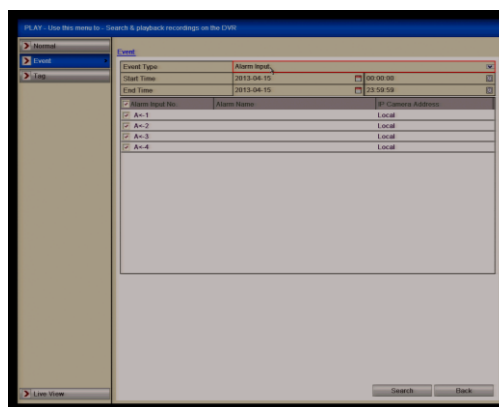 PLAY - Use this menu to - Search & playback recordings on the DVR
Normal
Event
Tag
Event
Event Type Alarm Input
Start Time 2013-04-15 00:00:00
End Time 2013-04-15 23:59:59
Alarm Input No. Alarm Name IP Camera Address
A<-1 Local
A<-2 Local
A<-3 Local
A<-4 Local
Live View
Search Back